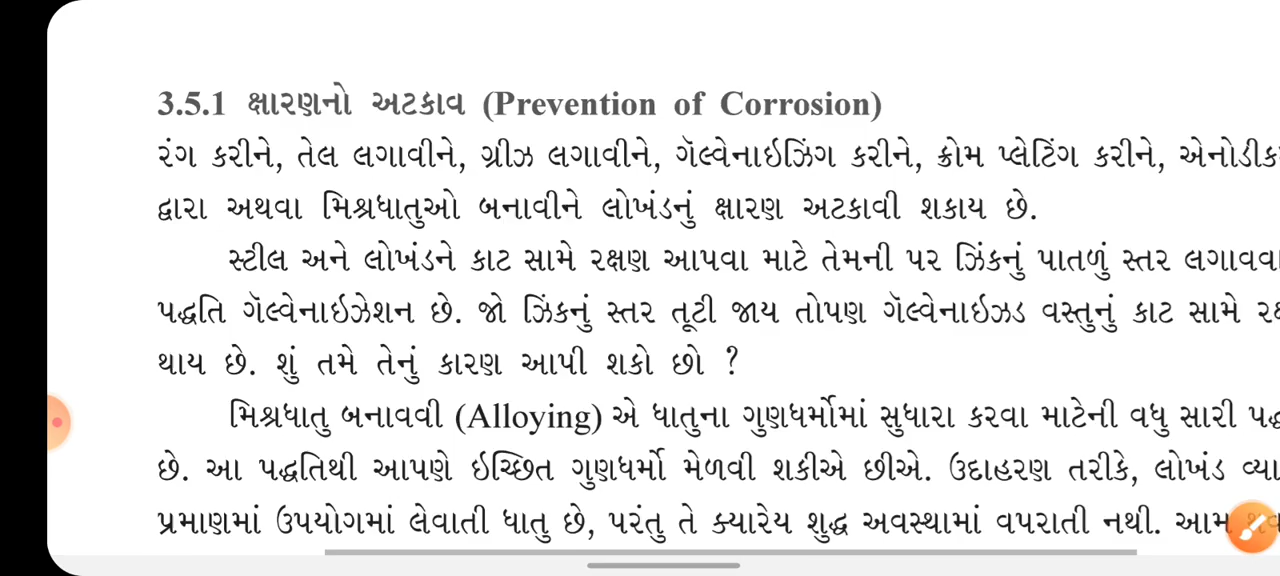 3.5.1 ક્ષારણનો અટકાવ (Prevention of Corrosion)
રંગ કરીને, તેલ લગાવીને, ગ્રીઝ લગાવીને, ગૅલ્વેનાઇઝિંગ કરીને, ક્રોમ પ્લેટિંગ કરીને,
દ્વારા અથવા મિશ્રધાતુઓ બનાવીને લોખંડનું ક્ષારણ અટકાવી શકાય છે.
સ્ટીલ અને લોખંડને કાટ સામે રક્ષણ આપવા માટે તેમની પર ઝિંકનું પાતળું સ્તર
પદ્ધતિ ગૅલ્વેનાઇઝેશન છે. જો ઝિંકનું સ્તર તૂટી જાય તોપણ ગૅલ્વેનાઇઝડ વસ્તુનું કાટ સામે
થાય છે. શું તમે તેનું કારણ આપી શકો છો ?
મિશ્રધાતુ બનાવવી (Alloying) એ ધાતુના ગુણધર્મોમાં સુધારા કરવા માટેની વધુ સારી
છે. આ પદ્ધતિથી આપણે ઇચ્છિત ગુણધર્મો મેળવી શકીએ છીએ. ઉદાહરણ તરીકે, લોખંડ
પ્રમાણમાં ઉપયોગમાં લેવાતી ધાતુ છે, પરંતુ તે ક્યારેય શુદ્ધ અવસ્થામાં વપરાતી નથી. આમ